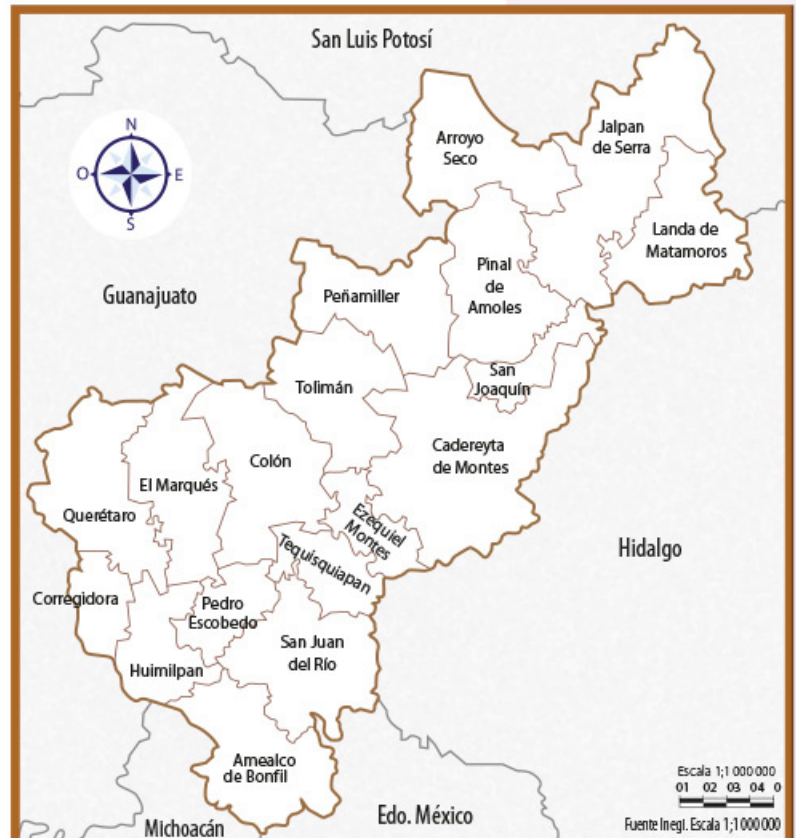 San Luis Potosí
N
O
E
S
Arroyo
Seco
Jalpan
de Serra
Landa de
Matamoros
Guanajuato
Peñamiller
Pinal
de
Amoles
San
Joaquín
Tolimán
Cadereyta
de Montes
Colón
El Marqués
Querétaro
Ezequiel
Montes
Tequisquiapan
Hidalgo
Corregidora
Pedro
Escobedo
San Juan
del Río
Huimilpan
Amealco
de Bonfil
Michoacán
Edo. México
Escala 1;1 000 000
01 02 03 04 0
Fuente Inegi. Escala 1;1 000 000